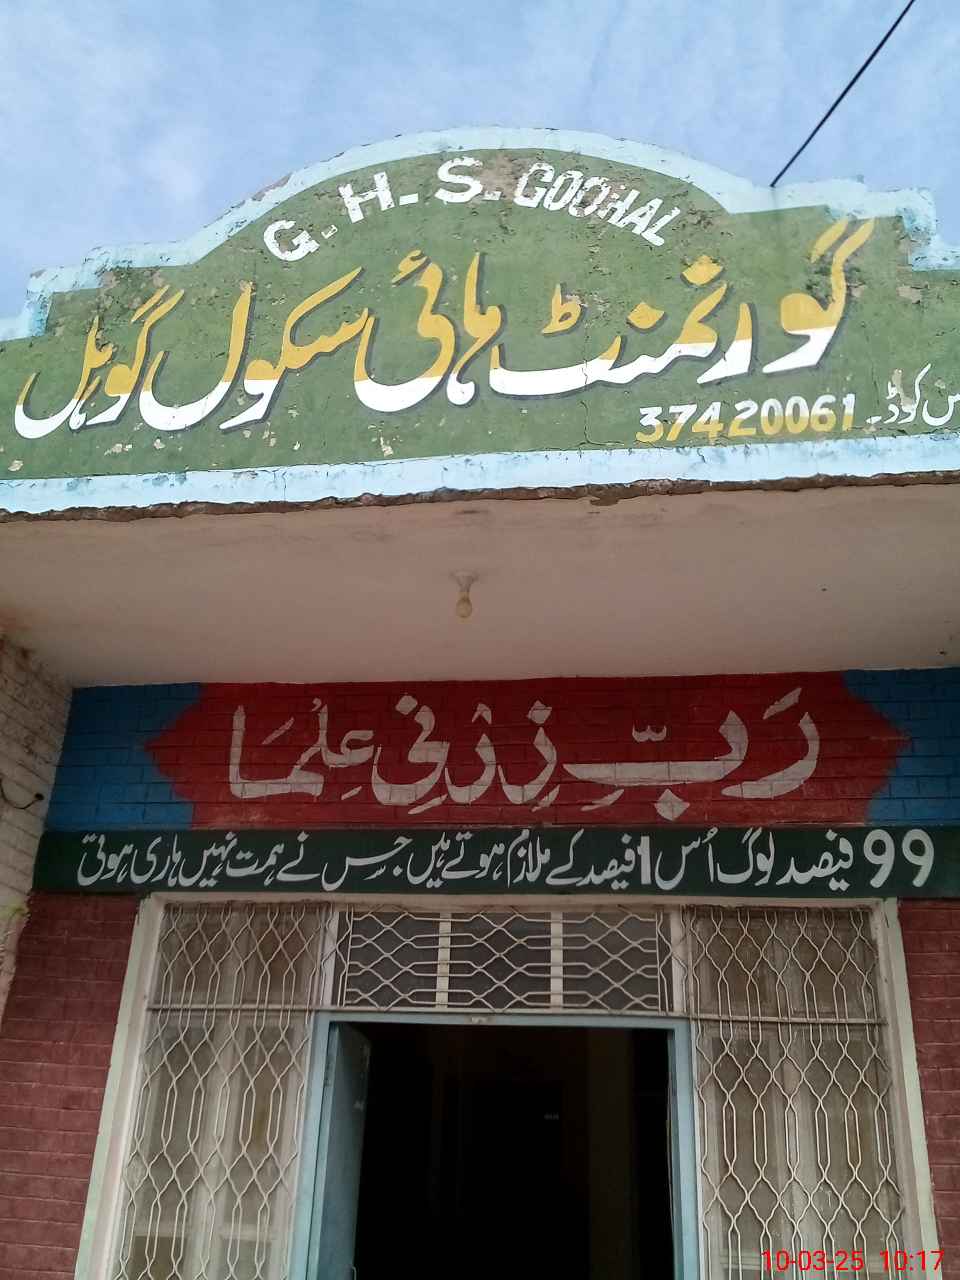 G.H.S. GOOHAL
گورنمنٹ ہائی سکول گوہل
س کوڈ۔ 37420061
رَبِّ زِدْنِی عِلْمَا
99 فیصد لوگ اُس 1 فیصد کے ملازم ہوتے ہیں جس نے ہمت نہیں ہاری ہوتی
10-03-25 10:17